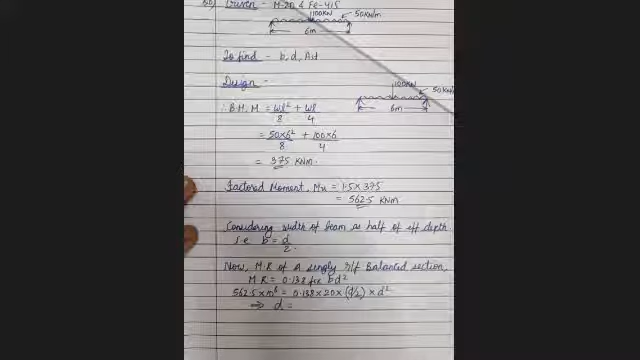 Given - M-20 & Fe-415
100KN
50KN/m
6m
To find - b, d, Ast
Design -
100KN
50KN
6m
∴ B.M. M = wl²/8 + wl/4
= 50×6²/8 + 100×6/4
= 375 KNm.
Factored Moment, Mu = 1.5 × 375
= 562.5 KNm
Considering width of beam as half of eff depth
i.e b = d/2.
Now, M.R of A singly r/f Balanced section,
M.R = 0.138 fck bd²
562.5 × 10⁶ = 0.138 × 20 × (d/2) × d²
⇒ d =